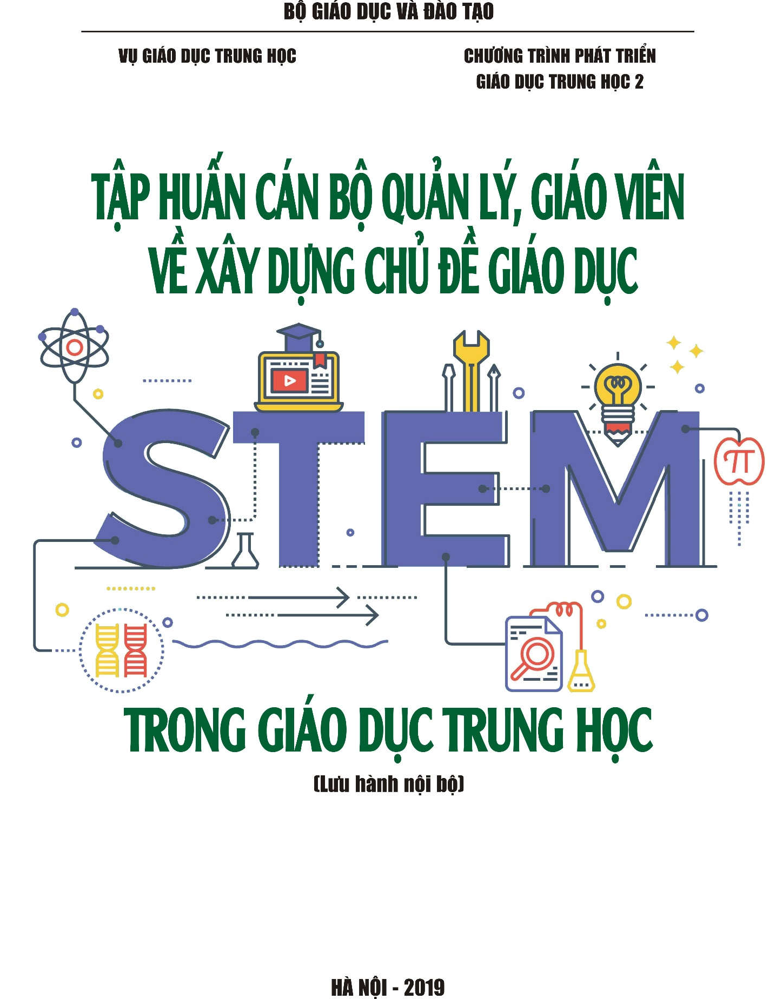 BỘ GIÁO DỤC VÀ ĐÀO TẠO
VỤ GIÁO DỤC TRUNG HỌC
CHƯƠNG TRÌNH PHÁT TRIỂN
GIÁO DỤC TRUNG HỌC 2
TẬP HUẤN CÁN BỘ QUẢN LÝ, GIÁO VIÊN
VỀ XÂY DỰNG CHỦ ĐỀ GIÁO DỤC
STEM
π
TRONG GIÁO DỤC TRUNG HỌC
(Lưu hành nội bộ)
HÀ NỘI - 2019